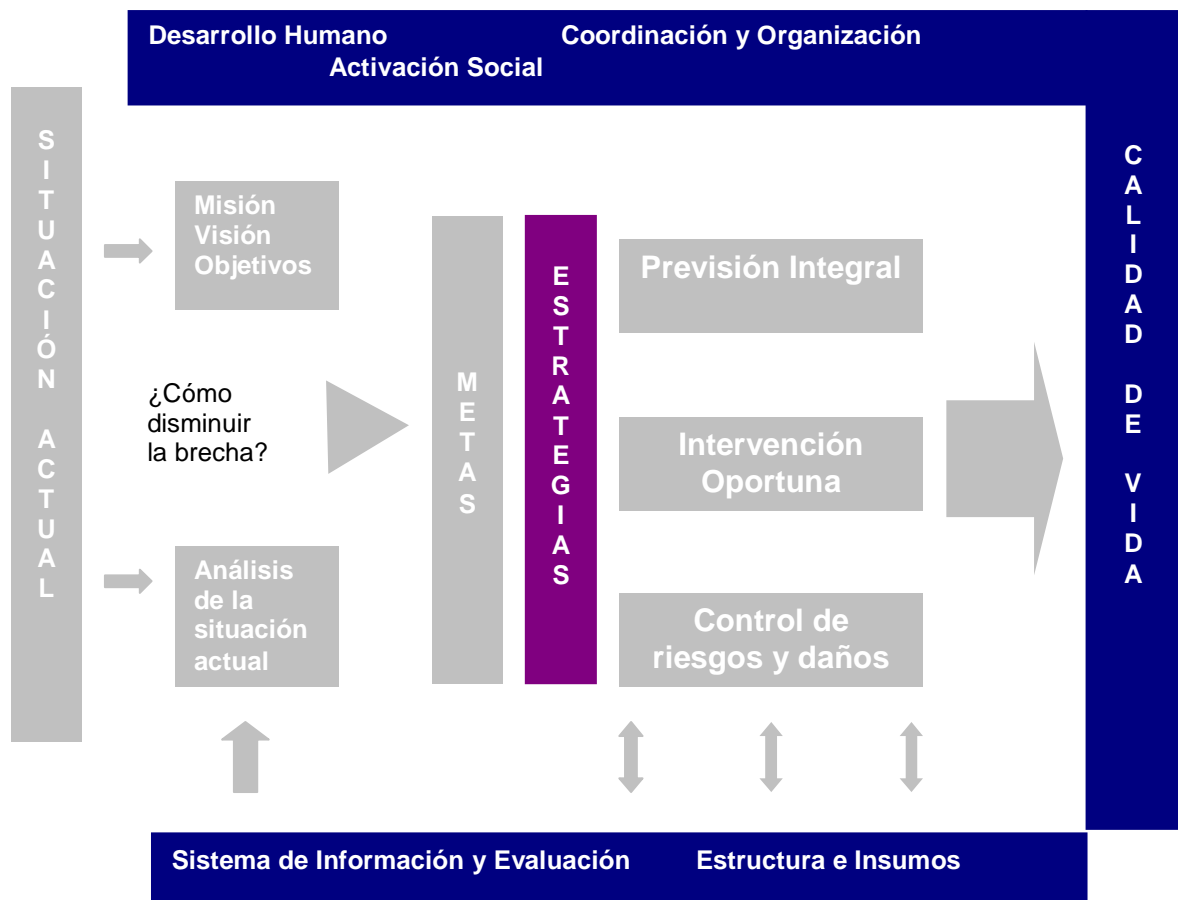 Desarrollo Humano Coordinación y Organización
Activación Social
SITUACIÓN ACTUAL
Misión
Visión
Objetivos
¿Cómo
disminuir
la brecha?
Análisis
de la
situación
actual
METAS
ESTRATEGIAS
Previsión Integral
Intervención
Oportuna
Control de
riesgos y daños
CALIDAD DE VIDA
Sistema de Información y Evaluación Estructura e Insumos